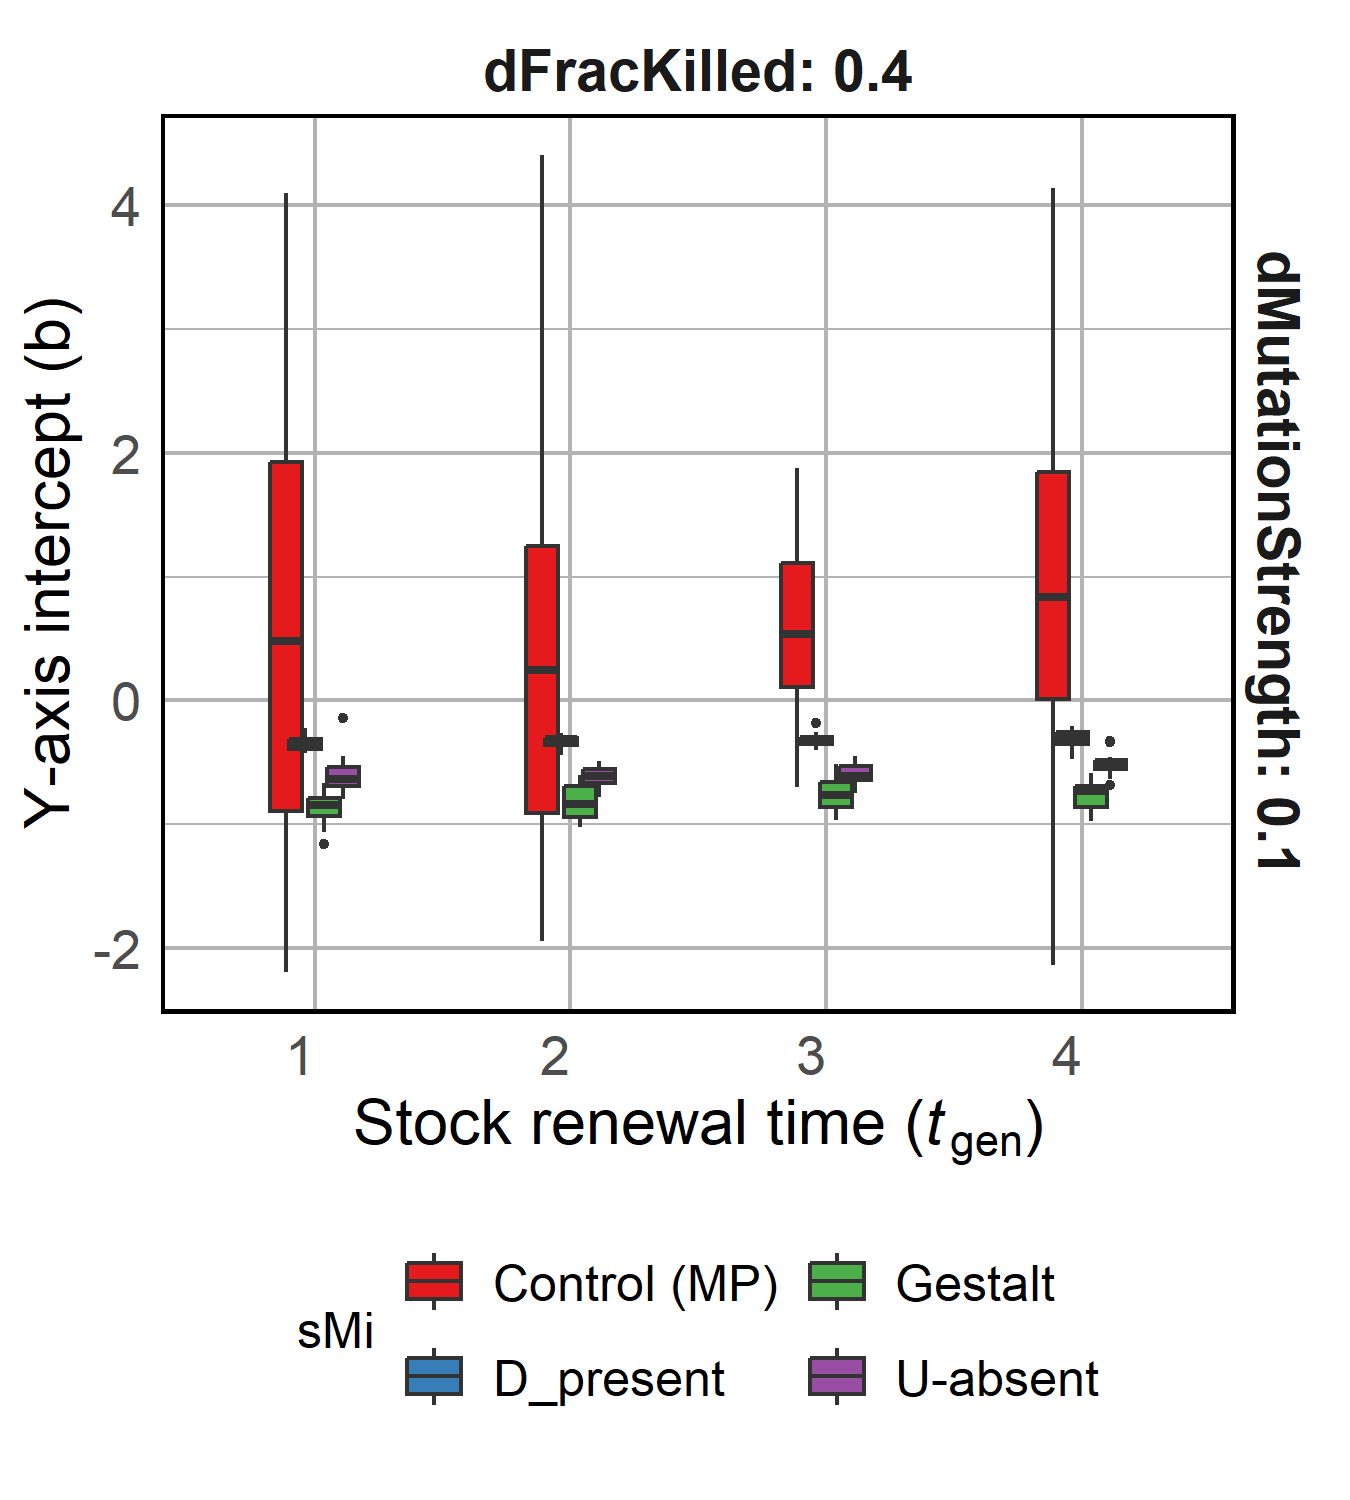 dFracKilled: 0.4
Y-axis intercept (b)
4
2
0
-2
dMutationStrength: 0.1
1 2 3 4
Stock renewal time (t gen)
sMi
Control (MP) Gestalt
D_present U-absent